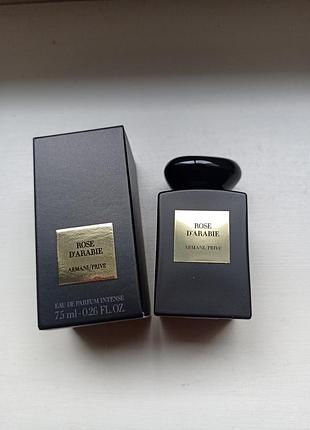 ROSE
D'ARABIE
ARMANI/PRIVÉ
EAU DE PARFUM INTENSE
7.5 ml - 0.26 FL. OZ.
ROSE
D'ARABIE
ARMANI/PRIVÉ